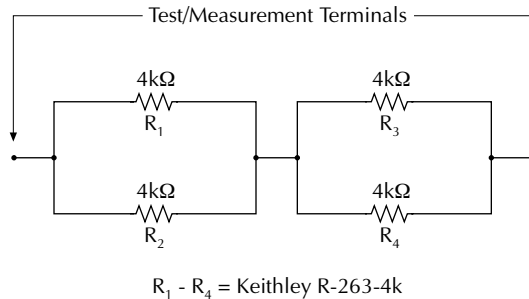 Test/Measurement Terminals
4kΩ
R1
4kΩ
R3
4kΩ
R2
4kΩ
R4
R1 - R4 = Keithley R-263-4k